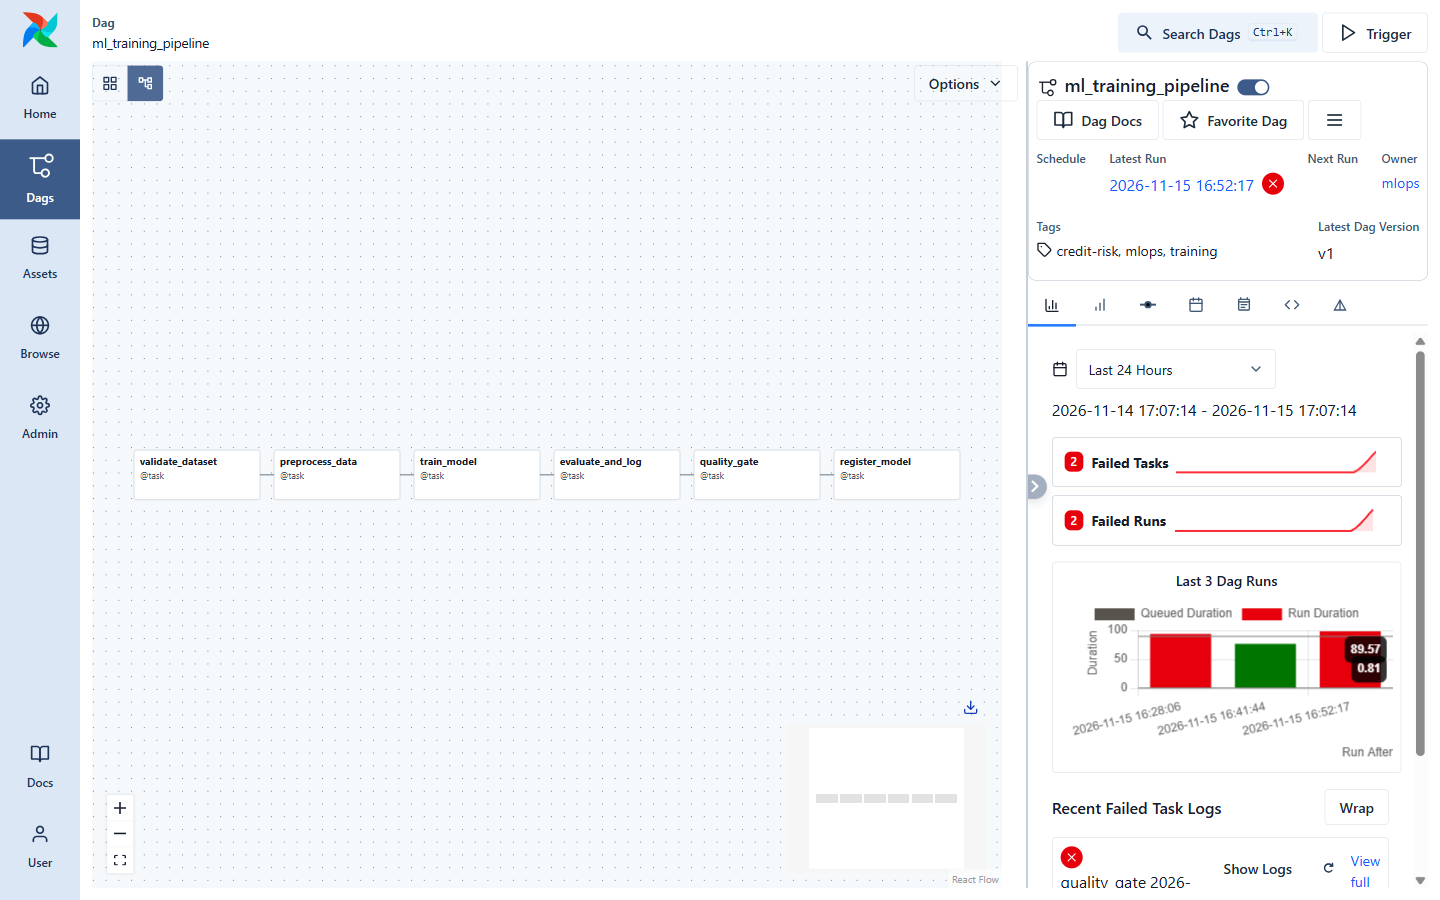 Dag
ml_training_pipeline
Search Dags Ctrl+K
Trigger
Home
Dags
Assets
Browse
Admin
Docs
User
Options
validate_dataset
@task
preprocess_data
@task
train_model
@task
evaluate_and_log
@task
quality_gate
@task
register_model
@task
React Flow
ml_training_pipeline
Dag Docs
Favorite Dag
Schedule
Latest Run
2026-11-15 16:52:17
Next Run
Owner
mlops
Tags
credit-risk, mlops, training
Latest Dag Version
v1
Last 24 Hours
2026-11-14 17:07:14 - 2026-11-15 17:07:14
2 Failed Tasks
2 Failed Runs
Last 3 Dag Runs
Queued Duration Run Duration
Duration
100
50
0
89.57
0.81
2026-11-15 16:28:06
2026-11-15 16:41:44
2026-11-15 16:52:17
Run After
Recent Failed Task Logs
Wrap
quality_gate 2026-
Show Logs
View
full